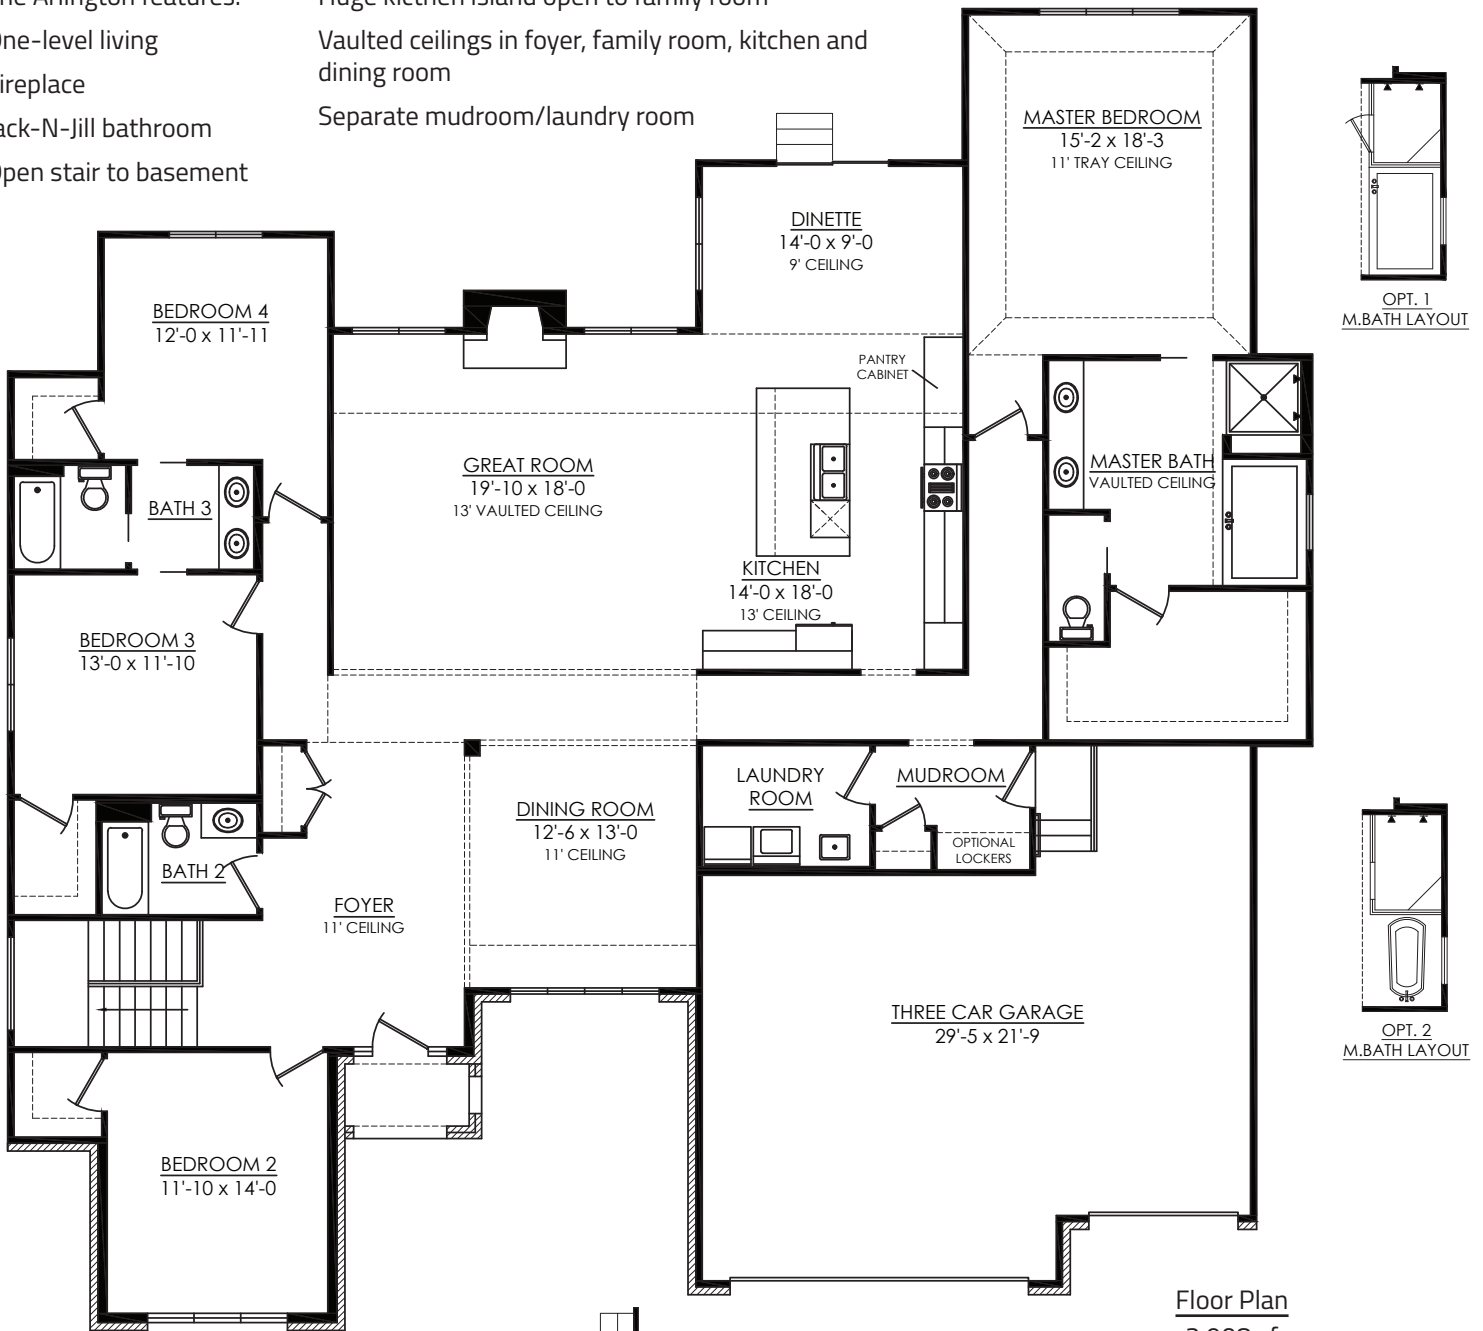 Arlington features:
One-level living
Fireplace
Jack-N-Jill bathroom
Open stair to basement
Huge kitchen island open to family room
Vaulted ceilings in foyer, family room, kitchen and
dining room
Separate mudroom/laundry room
MASTER BEDROOM
15'-2 x 18'-3
11' TRAY CEILING
DINETTE
14'-0 x 9'-0
9' CEILING
OPT. 1
M.BATH LAYOUT
BEDROOM 4
12'-0 x 11'-11
PANTRY
CABINET
GREAT ROOM
19'-10 x 18'-0
13' VAULTED CEILING
MASTER BATH
VAULTED CEILING
BATH 3
KITCHEN
14'-0 x 18'-0
13' CEILING
BEDROOM 3
13'-0 x 11'-10
LAUNDRY
ROOM
MUDROOM
OPTIONAL
LOCKERS
DINING ROOM
12'-6 x 13'-0
11' CEILING
BATH 2
FOYER
11' CEILING
THREE CAR GARAGE
29'-5 x 21'-9
OPT. 2
M.BATH LAYOUT
BEDROOM 2
11'-10 x 14'-0
Floor Plan